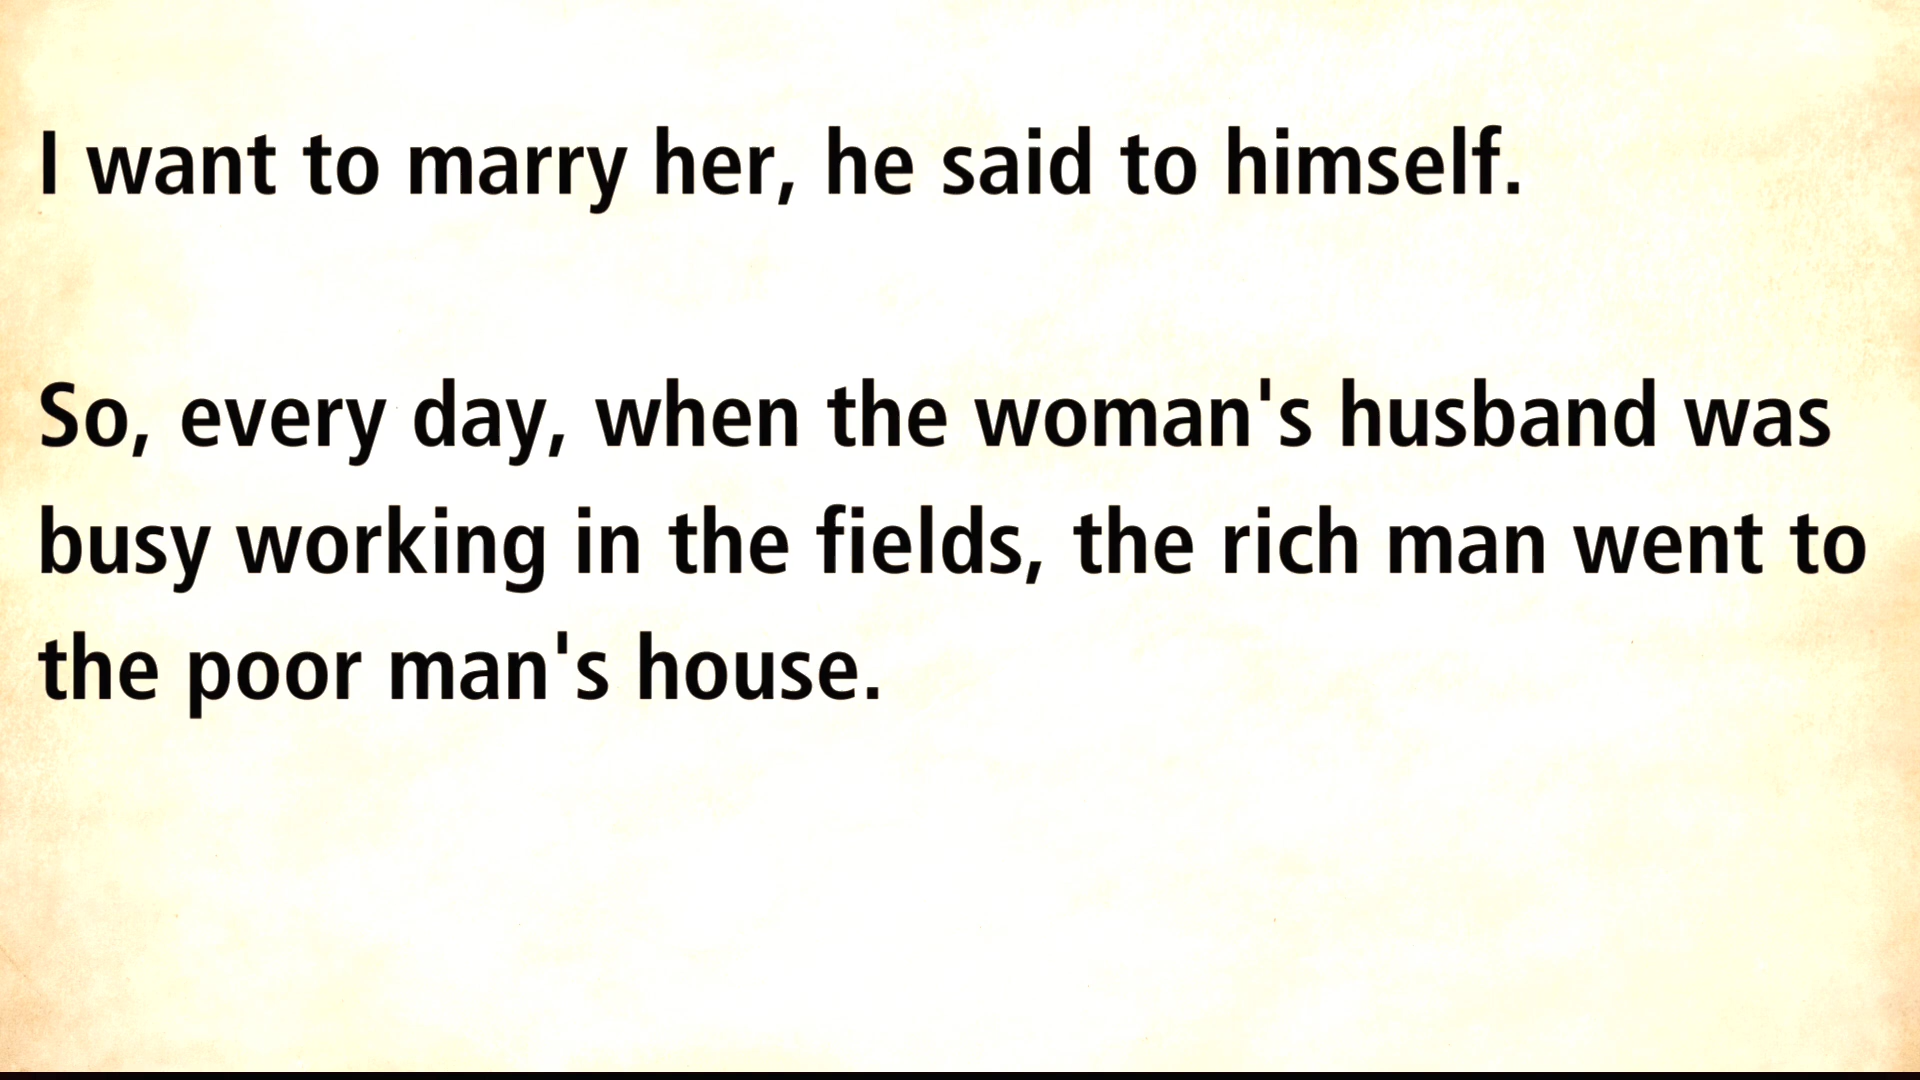 I want to marry her, he said to himself.
So, every day, when the woman's husband was
busy working in the fields, the rich man went to
the poor man's house.